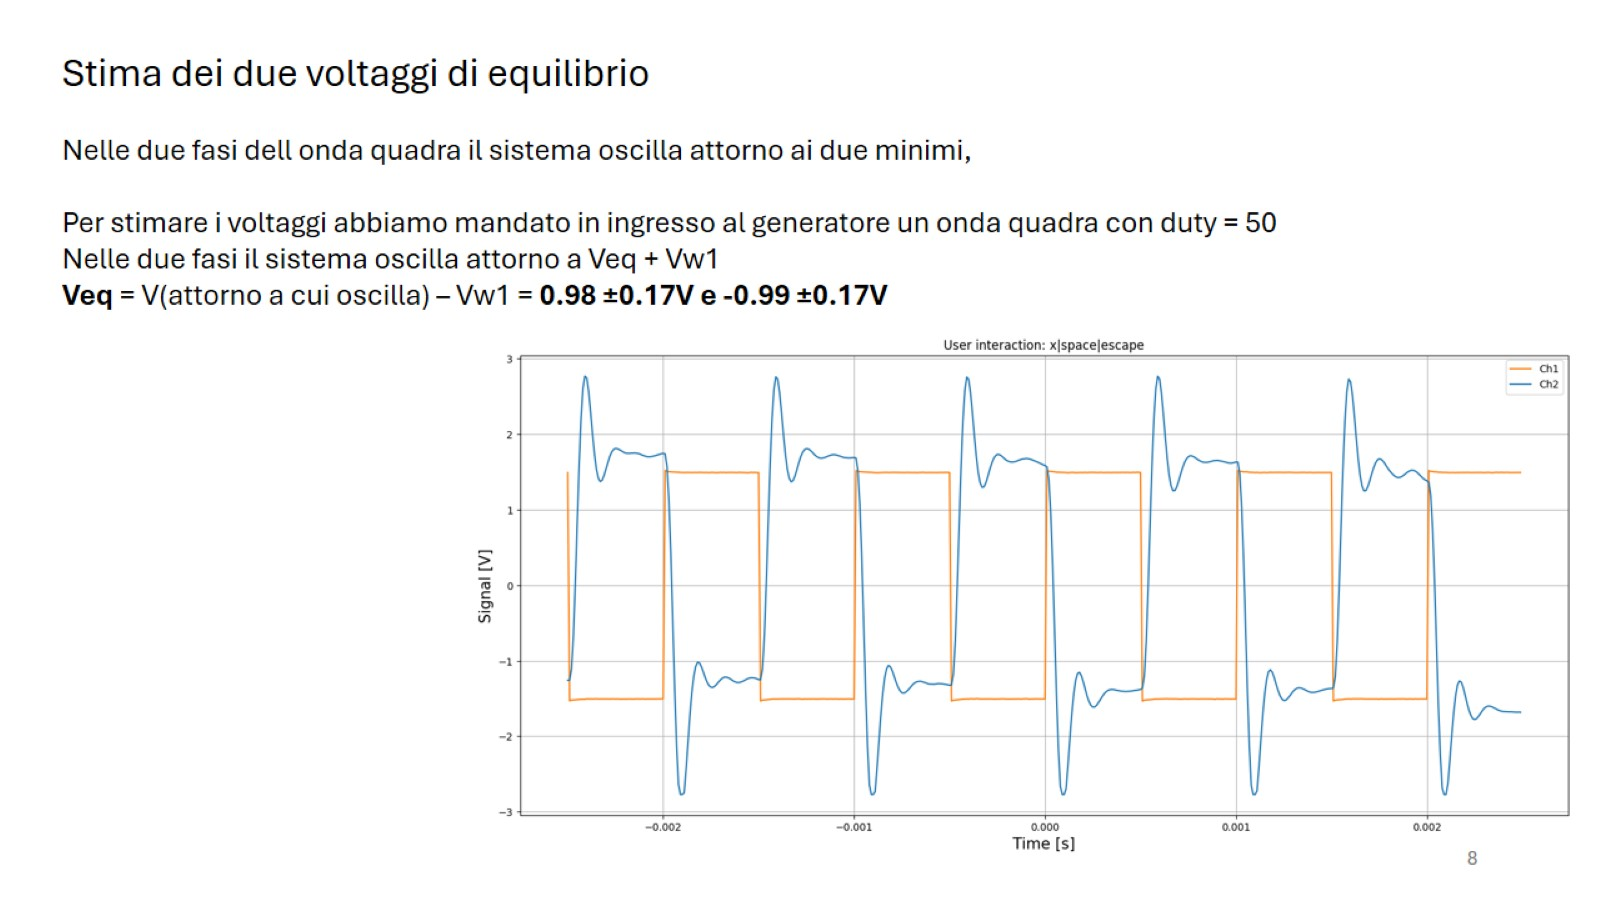 Stima dei due voltaggi di equilibrio
Nelle due fasi dell onda quadra il sistema oscilla attorno ai due minimi,
Per stimare i voltaggi abbiamo mandato in ingresso al generatore un onda quadra con duty = 50
Nelle due fasi il sistema oscilla attorno a Veq + Vw1
Veq = V(attorno a cui oscilla) – Vw1 = 0.98 ±0.17V e -0.99 ±0.17V
User interaction: x|space|escape
Ch1
Ch2
Signal [V]
3
2
1
0
−1
−2
−3
−0.002
−0.001
0.000
0.001
0.002
Time [s]
8